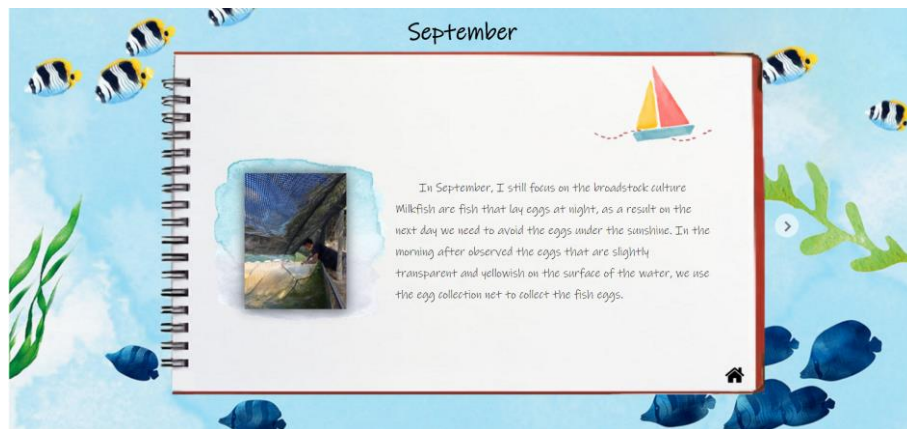 September
In September, I still focus on the broadstock culture
Milkfish are fish that lay eggs at night, as a result on the
next day we need to avoid the eggs under the sunshine. In the
morning after observed the eggs that are slightly
transparent and yellowish on the surface of the water, we use
the egg collection net to collect the fish eggs.